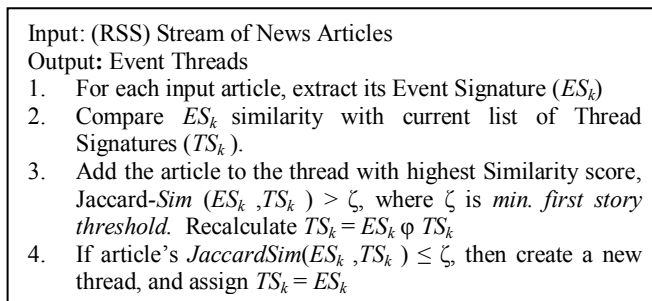 Input: (RSS) Stream of News Articles
Output: Event Threads
1. For each input article, extract its Event Signature (ESk)
2. Compare ESk similarity with current list of Thread
Signatures (TSk ).
3. Add the article to the thread with highest Similarity score,
Jaccard-Sim (ESk ,TSk ) > ζ, where ζ is min. first story
threshold. Recalculate TSk = ESk φ TSk
4. If article’s JaccardSim(ESk ,TSk ) ≤ ζ, then create a new
thread, and assign TSk = ESk